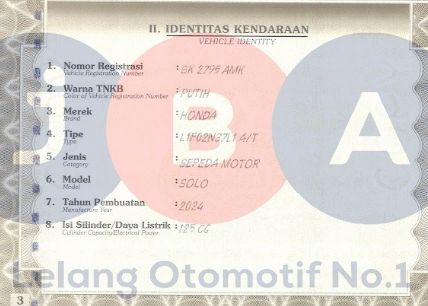 II. IDENTITAS KENDARAAN
VEHICLE IDENTITY
1. Nomor Registrasi : BK 2795 AMK
Vehicle Registration Number
2. Warna TNKB : PUTIH
Color of Vehicle Registration Number
3. Merek : HONDA
Brand
4. Tipe : L1F02N37L1 A/T
Type
5. Jenis : SEPEDA MOTOR
Category
6. Model : SOLO
Model
7. Tahun Pembuatan : 2024
Manufacture Year
8. Isi Silinder/Daya Listrik : 125 CC
Cylinder Capacity/Electrical Power
3
JBA
Lelang Otomotif No.1